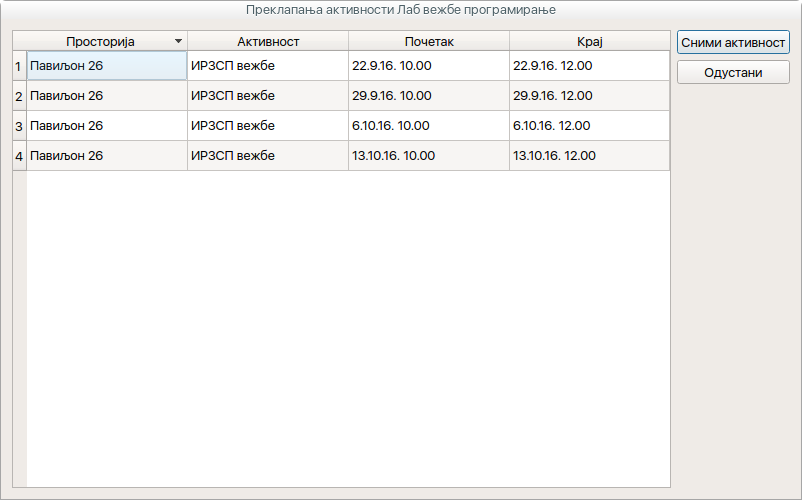 Преклапања активности Лаб вежбе програмирање
Просторија Активност Почетак Крај
1 Павиљон 26 ИРЗСП вежбе 22.9.16. 10.00 22.9.16. 12.00
2 Павиљон 26 ИРЗСП вежбе 29.9.16. 10.00 29.9.16. 12.00
3 Павиљон 26 ИРЗСП вежбе 6.10.16. 10.00 6.10.16. 12.00
4 Павиљон 26 ИРЗСП вежбе 13.10.16. 10.00 13.10.16. 12.00
Сними активност
Одустани